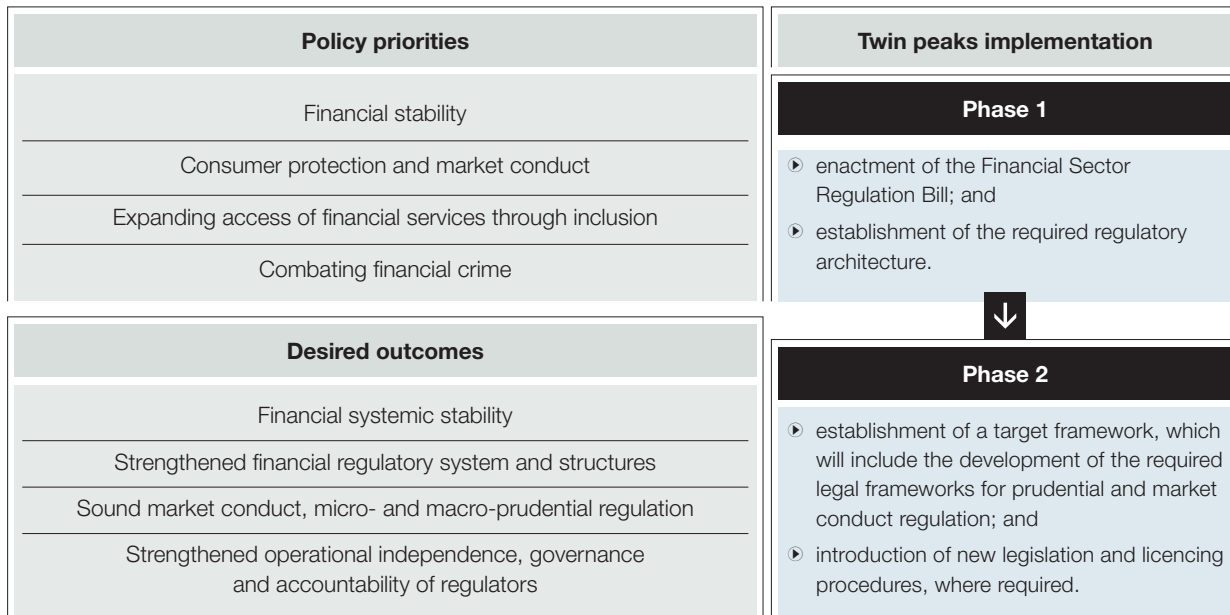 Policy priorities
Financial stability
Consumer protection and market conduct
Expanding access of financial services through inclusion
Combating financial crime
Desired outcomes
Financial systemic stability
Strengthened financial regulatory system and structures
Sound market conduct, micro- and macro-prudential regulation
Strengthened operational independence, governance
and accountability of regulators
Twin peaks implementation
Phase 1
enactment of the Financial Sector
Regulation Bill; and
establishment of the required regulatory
architecture.
Phase 2
establishment of a target framework, which
will include the development of the required
legal frameworks for prudential and market
conduct regulation; and
introduction of new legislation and licencing
procedures, where required.